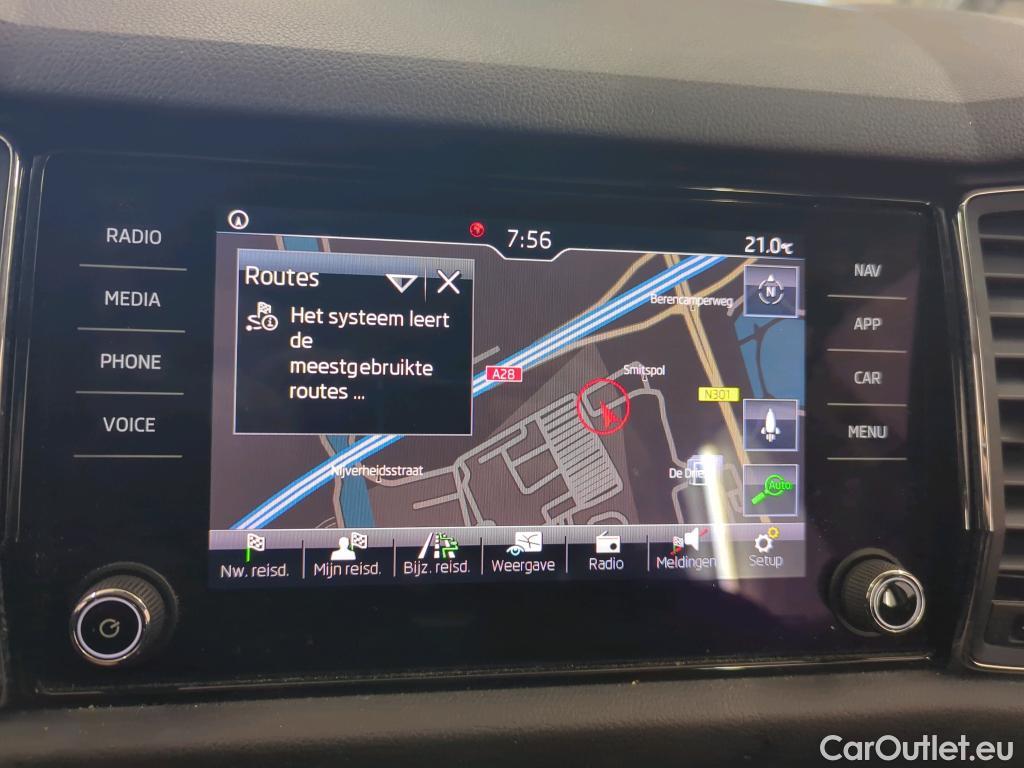 RADIO
MEDIA
PHONE
VOICE
7:56
21.0°C
Routes
Het systeem leert
de
meestgebruikte
routes ...
N
Berencamperweg
A28
Smitspol
N301
Nijverheidsstraat
Auto
Nw. reisd.
Mijn reisd.
Bijz. reisd.
Weergave
Radio
Meldingen
Setup
NAV
APP
CAR
MENU
CarOutlet.eu